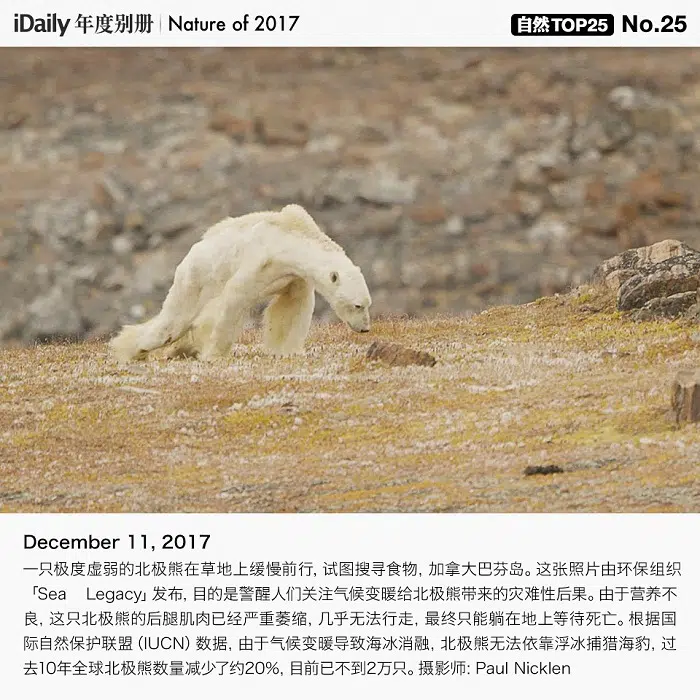 iDaily 年度别册 | Nature of 2017
自然TOP25 No.25
December 11, 2017
一只极度虚弱的北极熊在草地上缓慢前行, 试图搜寻食物, 加拿大巴芬岛。这张照片由环保组织
「Sea Legacy」发布, 目的是警醒人们关注气候变暖给北极熊带来的灾难性后果。由于营养不
良, 这只北极熊的后腿肌肉已经严重萎缩, 几乎无法行走, 最终只能躺在地上等待死亡。根据国
际自然保护联盟 (IUCN) 数据, 由于气候变暖导致海冰消融, 北极熊无法依靠浮冰捕猎海豹, 过
去10年全球北极熊数量减少了约20%, 目前已不到2万只。摄影师: Paul Nicklen